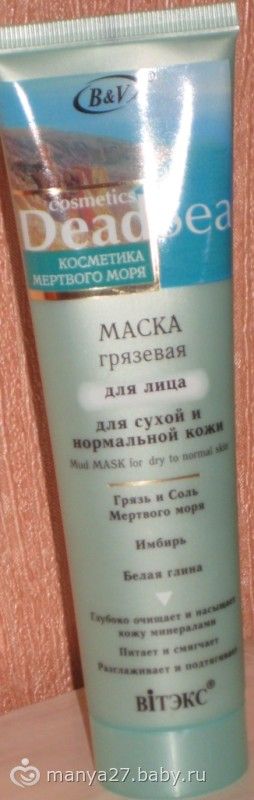 B&V
cosmetics
Dead Sea
КОСМЕТИКА
МЕРТВОГО МОРЯ
МАСКА
грязевая
для лица
для сухой и
нормальной кожи
Mud MASK for dry to normal skin
Грязь и Соль
Мертвого моря
Имбирь
Белая глина
Глубоко очищает и насыщает
кожу минералами
Питает и смягчает
Разглаживает и подтягивает
ВІТЭКС®
manya27.baby.ru